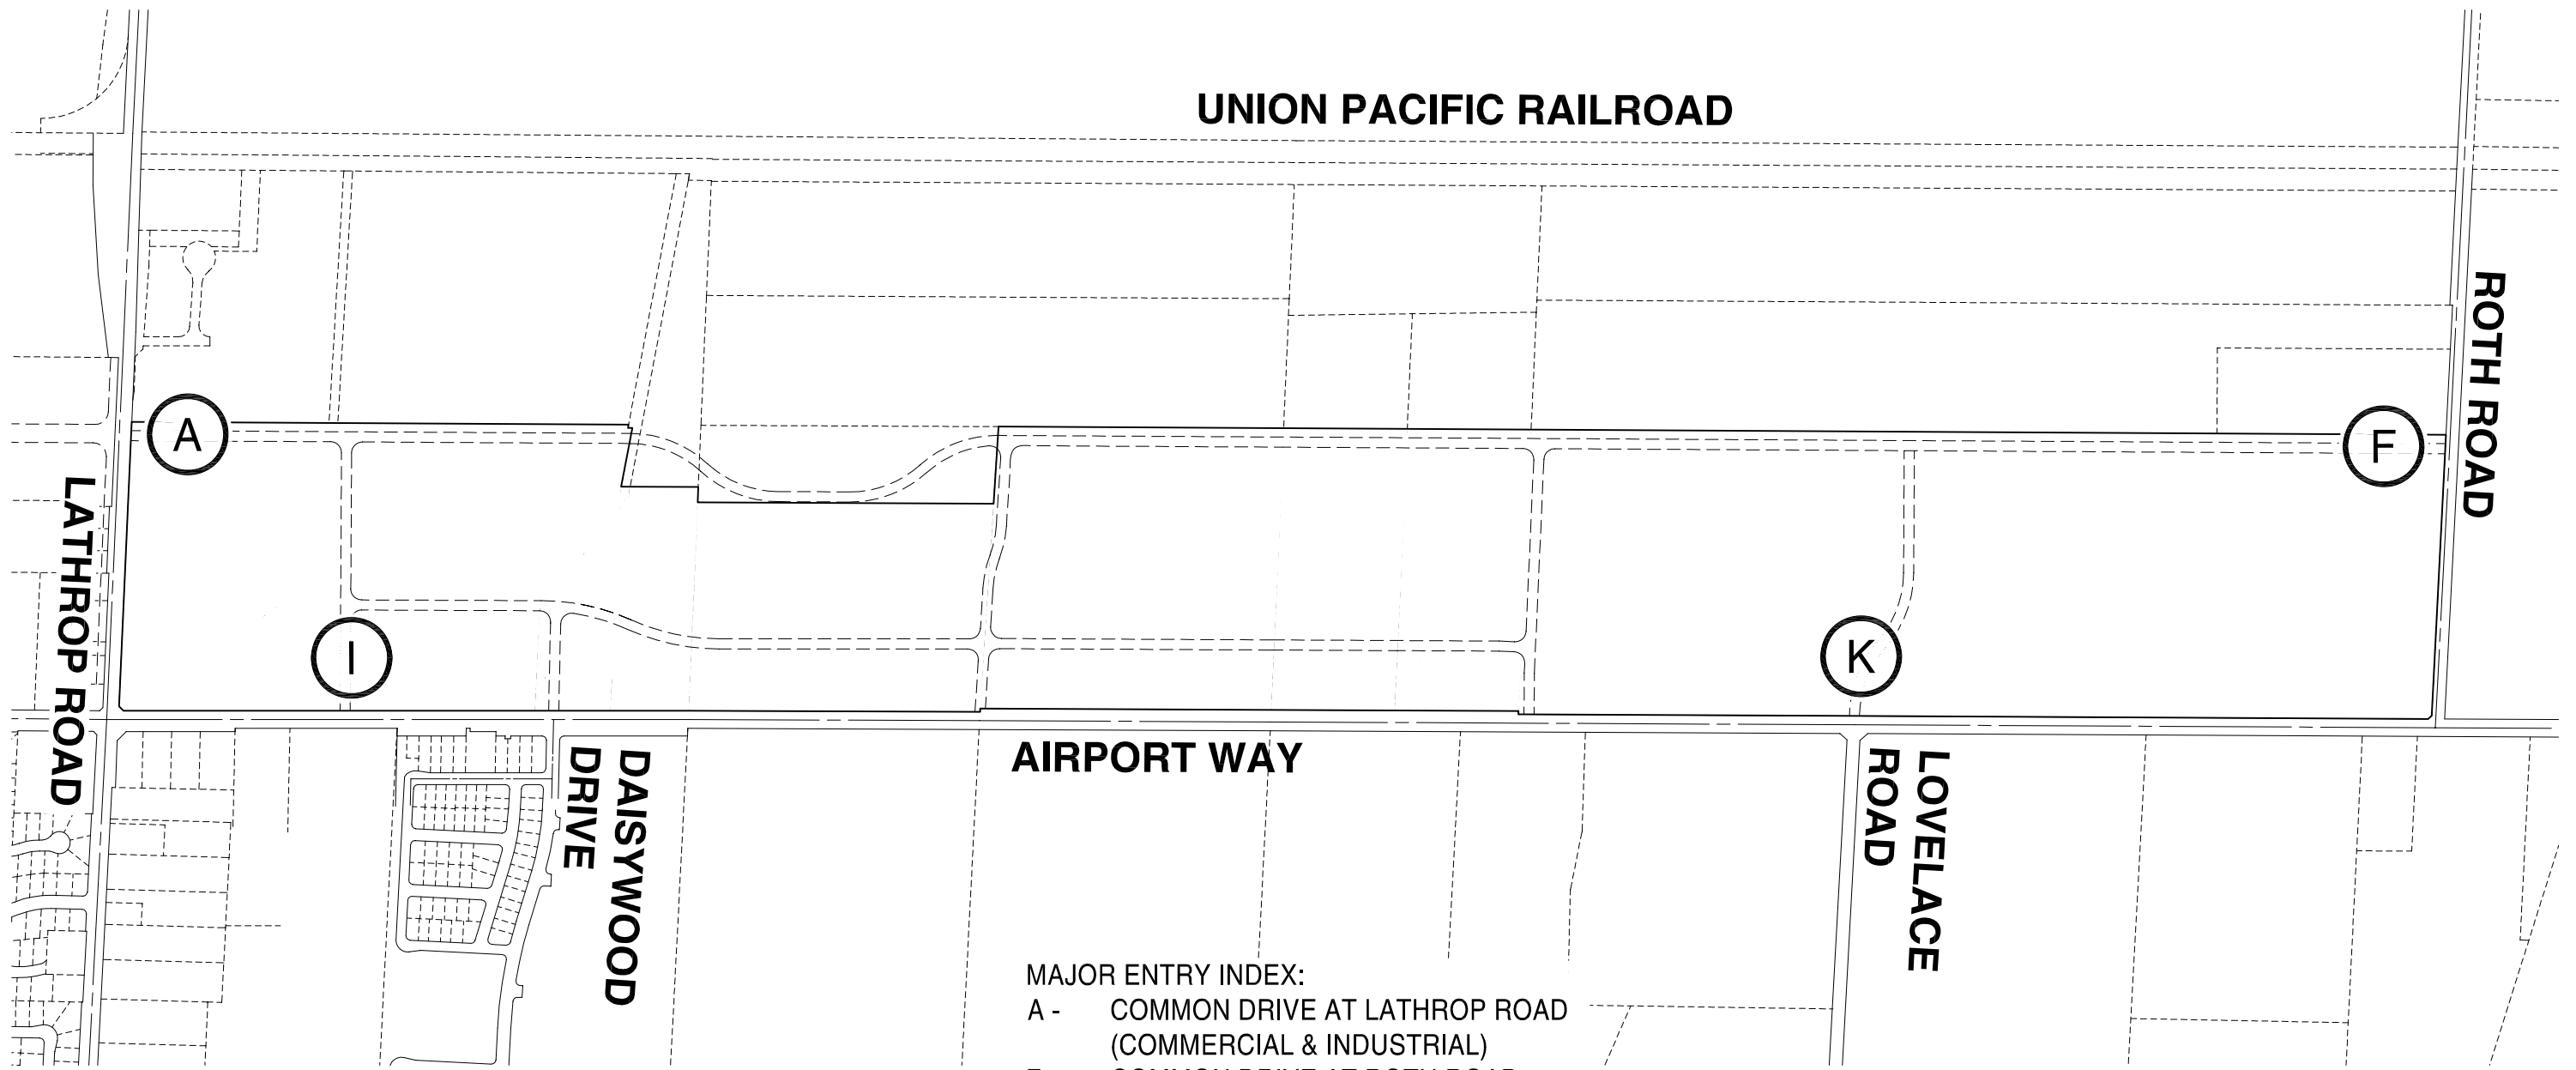 UNION PACIFIC RAILROAD
ROTH ROAD
A
F
LATHROP ROAD
I
K
AIRPORT WAY
DAISYWOOD
DRIVE
LOVELACE
ROAD
MAJOR ENTRY INDEX:
A - COMMON DRIVE AT LATHROP ROAD
(COMMERCIAL & INDUSTRIAL)